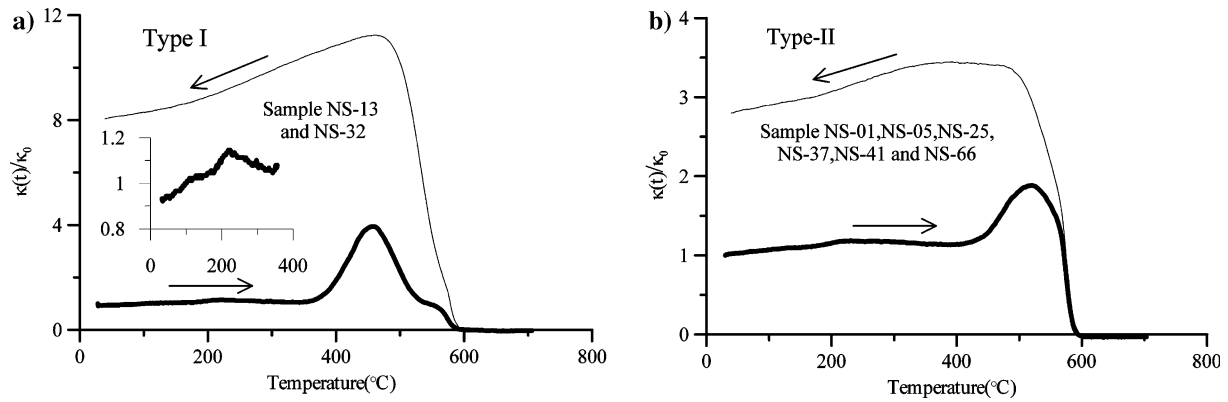 a)
Type I
Sample NS-13
and NS-32
12
8
4
0
κ(t)/κ₀
1.2
1
0.8
0 200 400
0 200 400 600 800
Temperature(°C)
b)
Type-II
Sample NS-01,NS-05,NS-25,
NS-37,NS-41 and NS-66
4
3
2
1
0
κ(t)/κ₀
0 200 400 600 800
Temperature(°C)